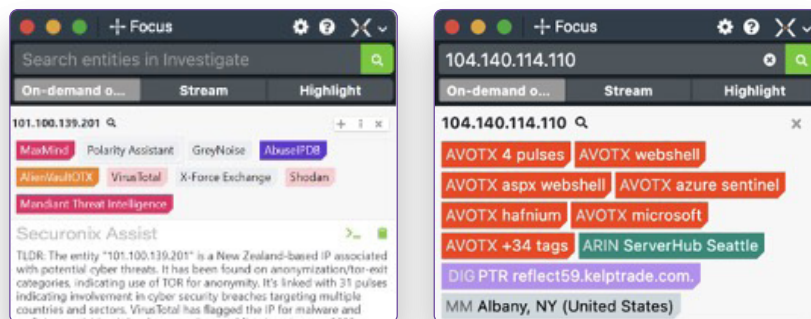 Focus
Search entities in Investigate
On-demand o... Stream Highlight
101.100.139.201
MaxMind Polarity Assistant GreyNoise AbuseIPDB
AlienVaultOTX VirusTotal X-Force Exchange Shodan
Mandiant Threat Intelligence
Securonix Assist
TLDR: The entity "101.100.139.201" is a New Zealand-based IP associated
with potential cyber threats. It has been found on anonymization/tor-exit
categories, indicating use of TOR for anonymity. It's linked with 31 pulses
indicating involvement in cyber security breaches targeting multiple
countries and sectors. VirusTotal has flagged the IP for malware and
Focus
104.140.114.110
On-demand o... Stream Highlight
104.140.114.110
AVOTX 4 pulses AVOTX webshell
AVOTX aspx webshell AVOTX azure sentinel
AVOTX hafnium AVOTX microsoft
AVOTX +34 tags ARIN ServerHub Seattle
DIG PTR reflect59.kelptrade.com.
MM Albany, NY (United States)